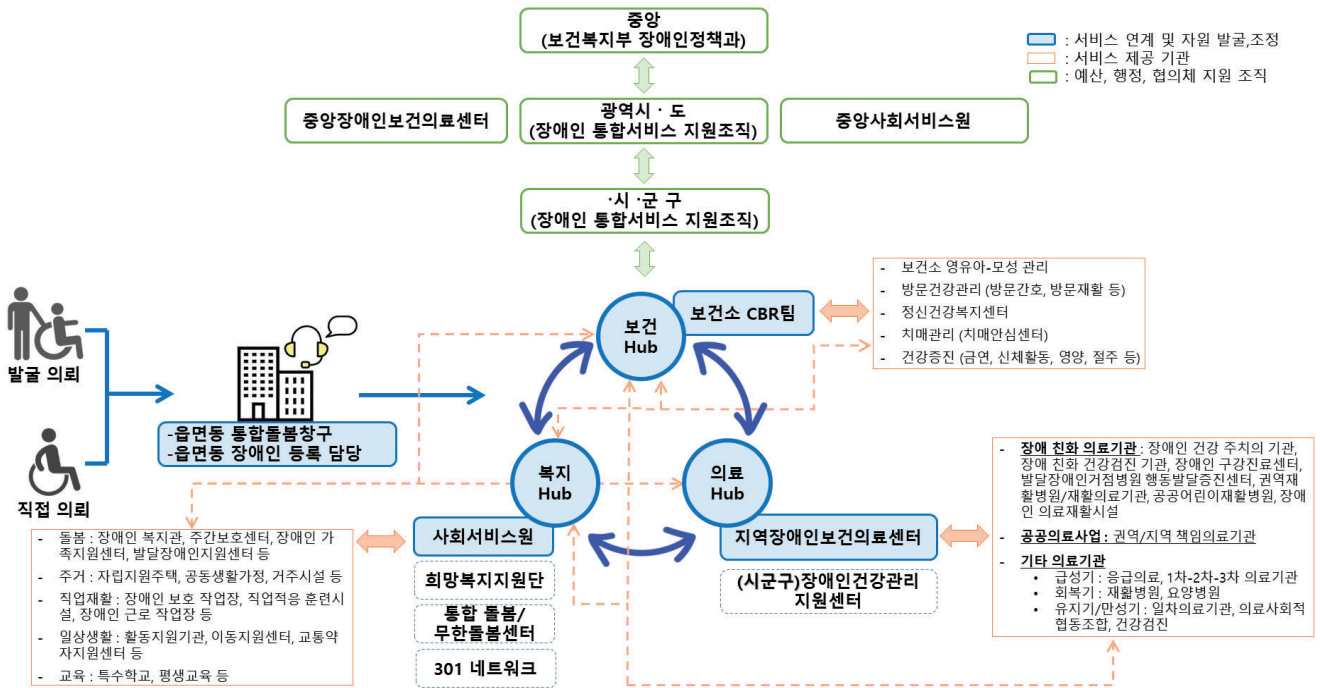 중앙
(보건복지부 장애인정책과)
: 서비스 연계 및 자원 발굴,조정
: 서비스 제공 기관
: 예산, 행정, 협의체 지원 조직
중앙장애인보건의료센터
광역시 · 도
(장애인 통합서비스 지원조직)
중앙사회서비스원
·시 ·군 구
(장애인 통합서비스 지원조직)
보건
Hub
보건소 CBR팀
- 보건소 영유아-모성 관리
- 방문건강관리 (방문간호, 방문재활 등)
- 정신건강복지센터
- 치매관리 (치매안심센터)
- 건강증진 (금연, 신체활동, 영양, 절주 등)
발굴 의뢰
직접 의뢰
-읍면동 통합돌봄창구
-읍면동 장애인 등록 담당
복지
Hub
의료
Hub
사회서비스원
희망복지지원단
통합 돌봄/
무한돌봄센터
301 네트워크
지역장애인보건의료센터
(시군구)장애인건강관리
지원센터
- 돌봄 : 장애인 복지관, 주간보호센터, 장애인 가
족지원센터, 발달장애인지원센터 등
- 주거 : 자립지원주택, 공동생활가정, 거주시설 등
- 직업재활 : 장애인 보호 작업장, 직업적응 훈련시
설, 장애인 근로 작업장 등
- 일상생활 : 활동지원기관, 이동지원센터, 교통약
자지원센터 등
- 교육 : 특수학교, 평생교육 등
- 장애 친화 의료기관 : 장애인 건강 주치의 기관,
장애 친화 건강검진 기관, 장애인 구강진료센터,
발달장애인거점병원 행동발달증진센터, 권역재
활병원/재활의료기관, 공공어린이재활병원, 장애
인 의료재활시설
- 공공의료사업 : 권역/지역 책임의료기관
- 기타 의료기관
• 급성기 : 응급의료, 1차-2차-3차 의료기관
• 회복기 : 재활병원, 요양병원
• 유지기/만성기 : 일차의료기관, 의료사회적
협동조합, 건강검진